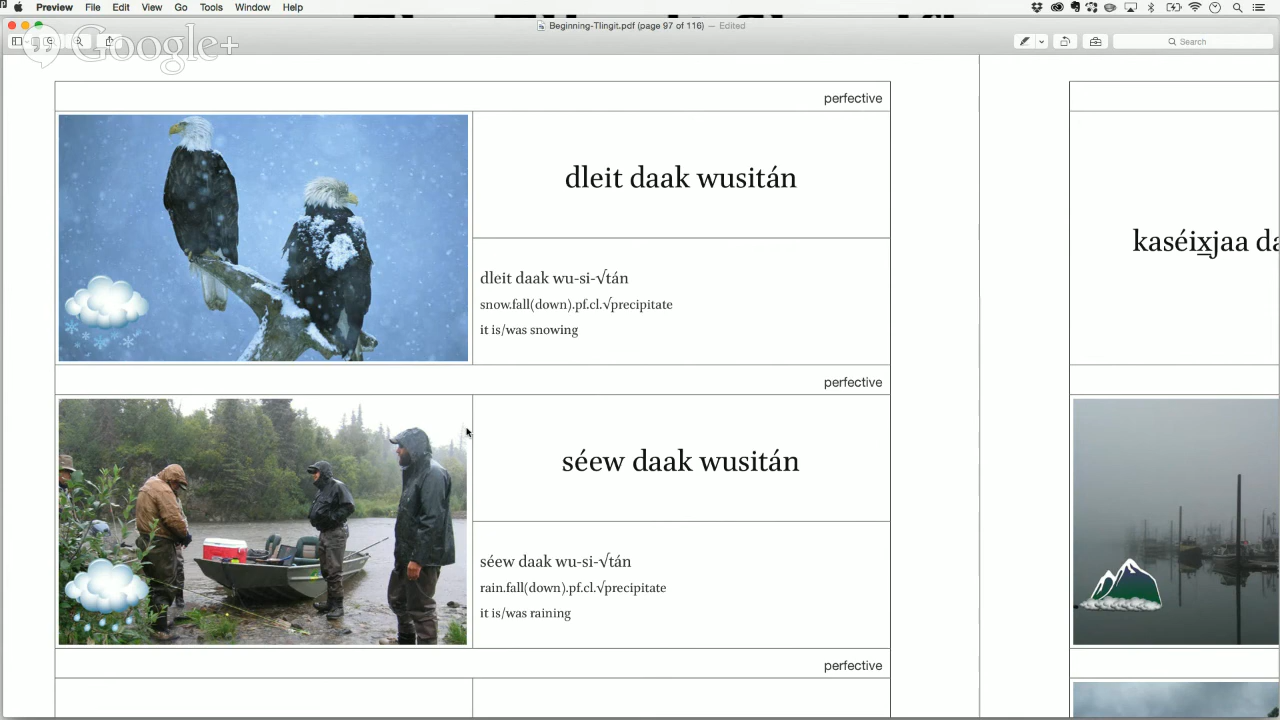 Preview File Edit View Go Tools Window Help
Beginning-Tlingit.pdf (page 97 of 116) — Edited
Google+
Search
perfective
dleit daak wusitán
dleit daak wu-si-√tán
snow.fall(down).pf.cl.√precipitate
it is/was snowing
perfective
séew daak wusitán
séew daak wu-si-√tán
rain.fall(down).pf.cl.√precipitate
it is/was raining
perfective
kaséix̲jaa